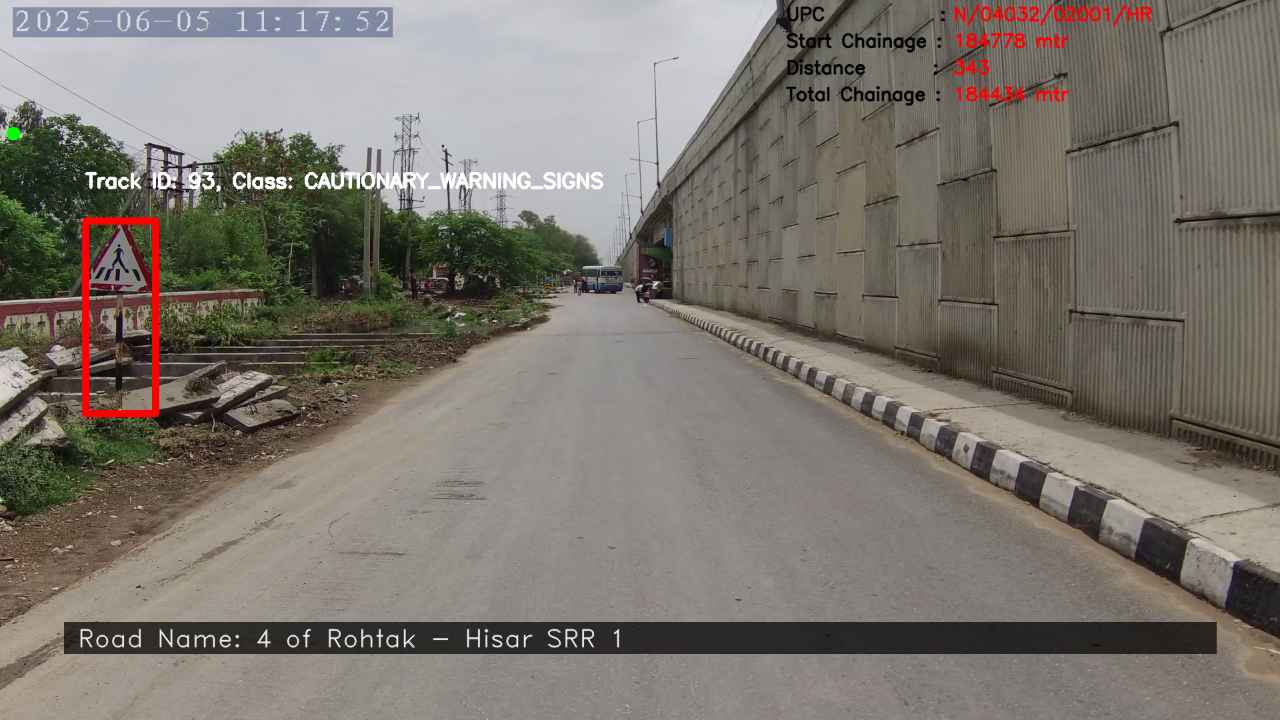 2025-06-05 11:17:52
UPC : N/04032/02001/HR
Start Chainage : 184778 mtr
Distance : 343
Total Chainage : 184434 mtr
Track ID: 93, Class: CAUTIONARY_WARNING_SIGNS
Road Name: 4 of Rohtak - Hisar SRR 1